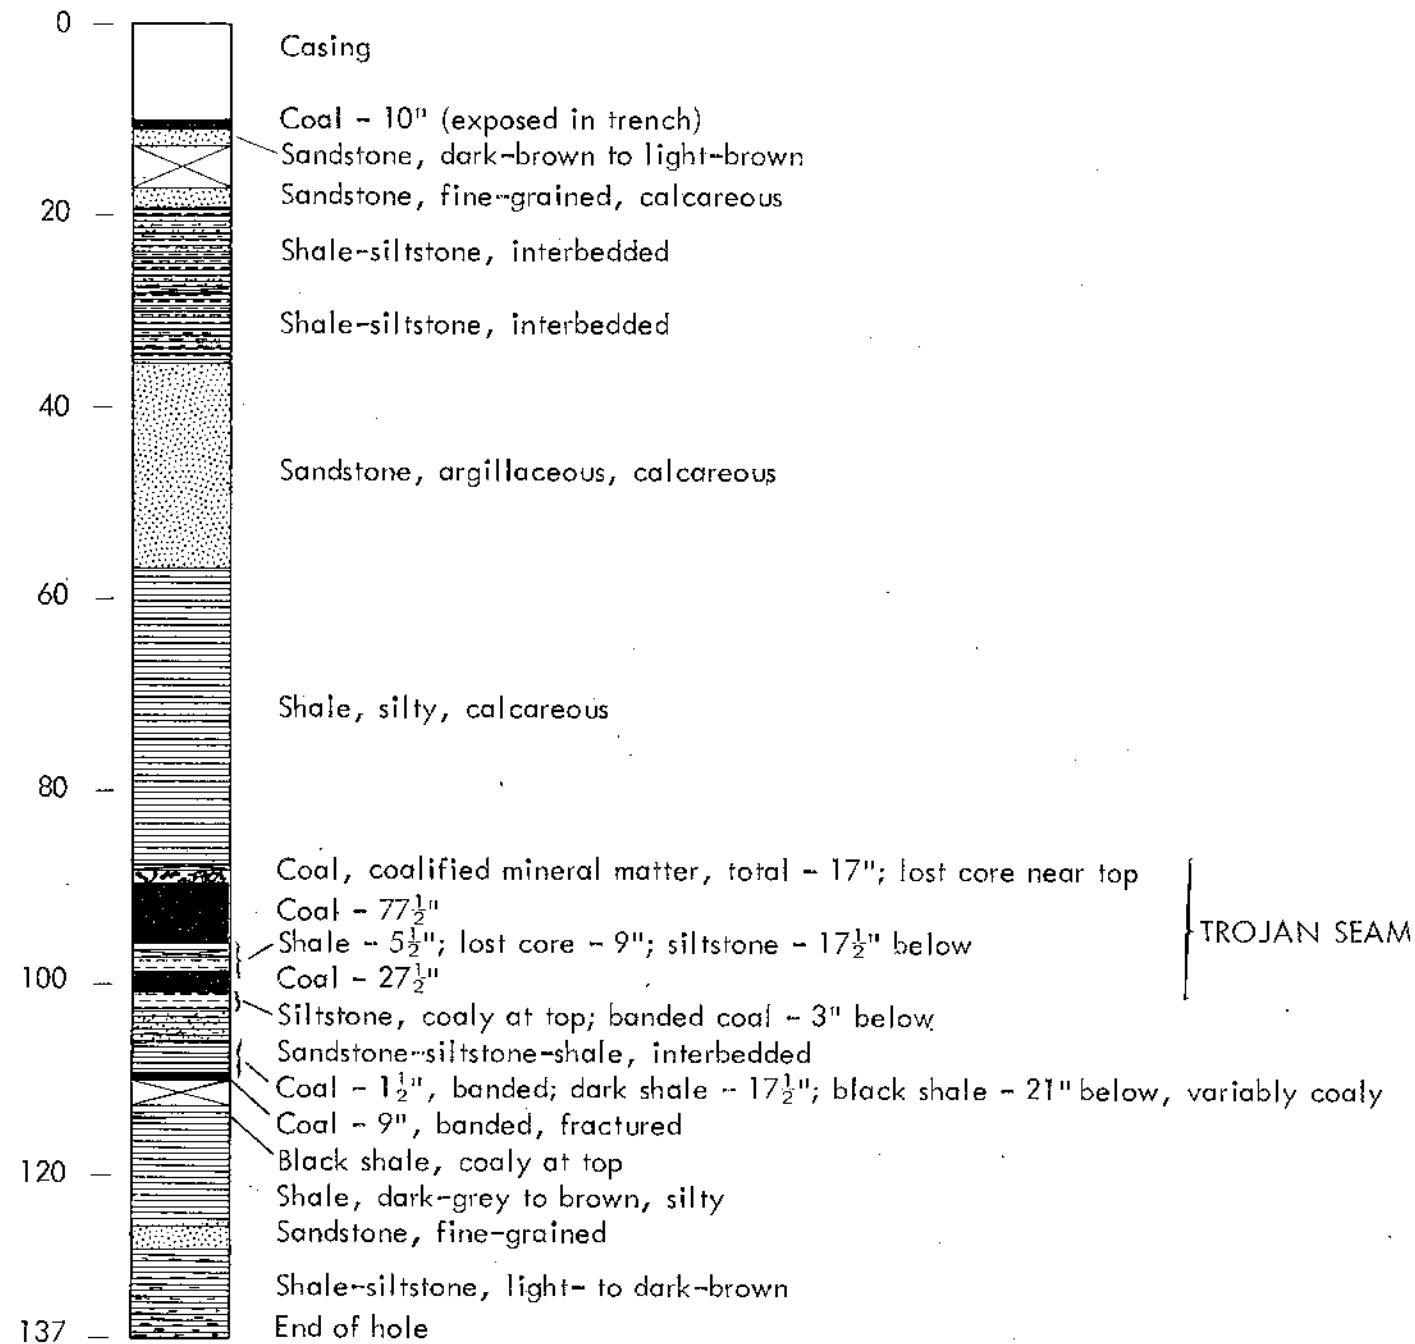 0 —
Casing
Coal - 10" (exposed in trench)
Sandstone, dark-brown to light-brown
Sandstone, fine-grained, calcareous
20 —
Shale-siltstone, interbedded
Shale-siltstone, interbedded
40 —
Sandstone, argillaceous, calcareous
60 —
Shale, silty, calcareous
80 —
Coal, coalified mineral matter, total - 17"; lost core near top
Coal - 77½"
TROJAN SEAM
Shale - 5½"; lost core - 9"; siltstone - 17½" below
100 —
Coal - 27½"
Siltstone, coaly at top; banded coal - 3" below
Sandstone-siltstone-shale, interbedded
Coal - 1½", banded; dark shale - 17½"; black shale - 21" below, variably coaly
Coal - 9", banded, fractured
Black shale, coaly at top
120 —
Shale, dark-grey to brown, silty
Sandstone, fine-grained
Shale-siltstone, light- to dark-brown
137 —
End of hole